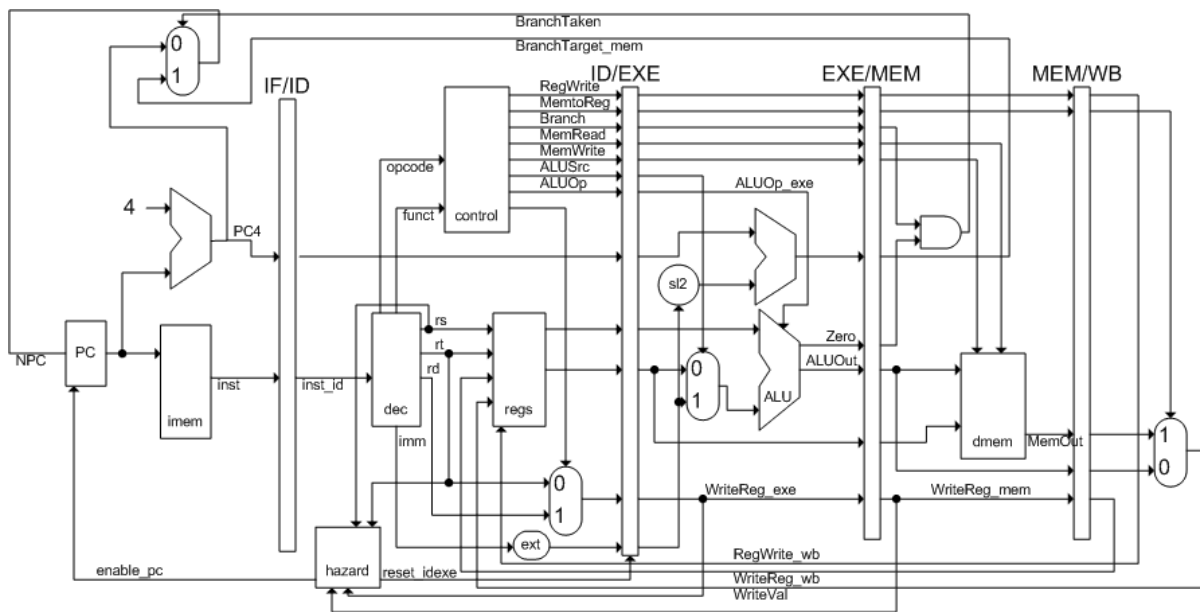 BranchTaken
BranchTarget_mem
0
1
IF/ID
ID/EXE
EXE/MEM
MEM/WB
RegWrite
MemtoReg
Branch
MemRead
MemWrite
ALUSrc
ALUOp
opcode
funct
control
ALUOp_exe
4
PC4
sl2
PC
NPC
imem
inst
inst_id
dec
rs
rt
rd
imm
regs
0
1
ALU
Zero
ALUOut
dmem
MemOut
1
0
0
1
WriteReg_exe
WriteReg_mem
ext
hazard
enable_pc
reset_idexe
RegWrite_wb
WriteReg_wb
WriteVal